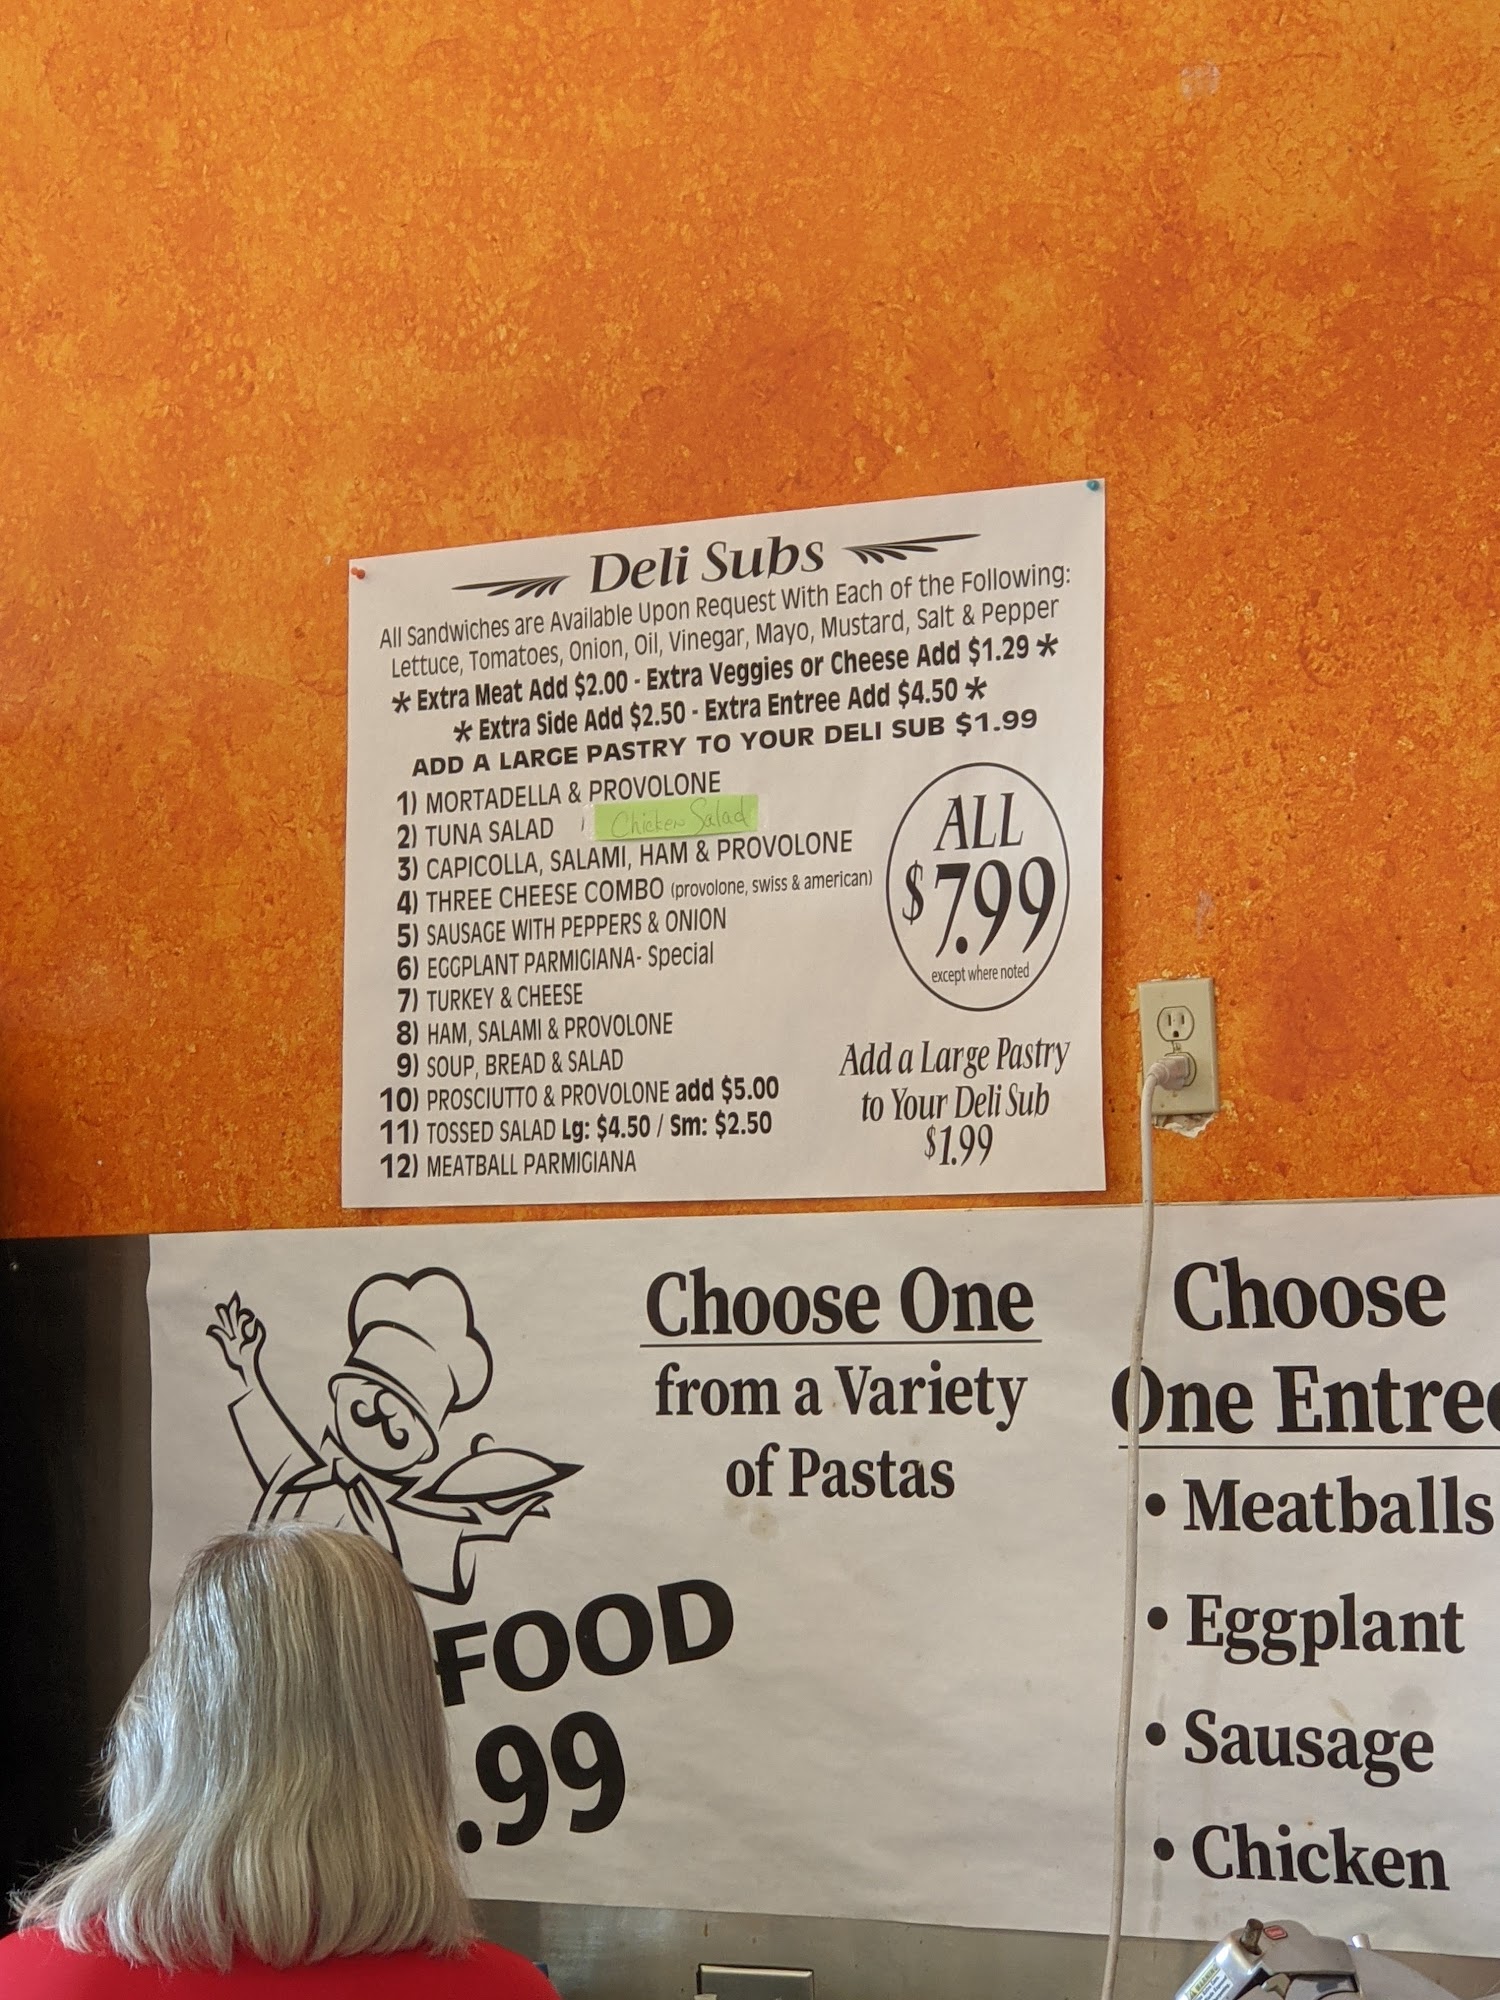 Deli Subs
All Sandwiches are Available Upon Request With Each of the Following:
Lettuce, Tomatoes, Onion, Oil, Vinegar, Mayo, Mustard, Salt & Pepper
* Extra Meat Add $2.00 - Extra Veggies or Cheese Add $1.29 *
* Extra Side Add $2.50 - Extra Entree Add $4.50 *
ADD A LARGE PASTRY TO YOUR DELI SUB $1.99
1) MORTADELLA & PROVOLONE
2) TUNA SALAD , Chicken Salad
3) CAPICOLLA, SALAMI, HAM & PROVOLONE
4) THREE CHEESE COMBO (provolone, swiss & american)
5) SAUSAGE WITH PEPPERS & ONION
6) EGGPLANT PARMIGIANA- Special
7) TURKEY & CHEESE
8) HAM, SALAMI & PROVOLONE
9) SOUP, BREAD & SALAD
10) PROSCIUTTO & PROVOLONE add $5.00
11) TOSSED SALAD Lg: $4.50 / Sm: $2.50
12) MEATBALL PARMIGIANA
ALL
$7.99
except where noted
Add a Large Pastry
to Your Deli Sub
$1.99
FOOD
.99
Choose One
from a Variety
of Pastas
Choose
One Entree
• Meatballs
• Eggplant
• Sausage
• Chicken